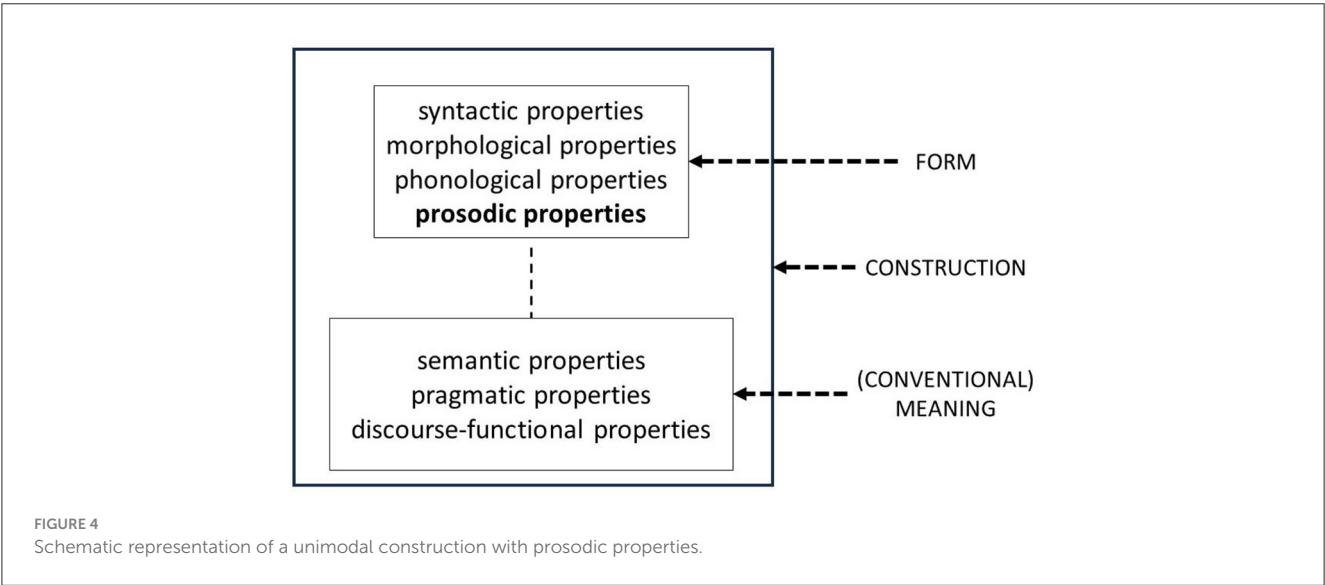 syntactic properties
morphological properties
phonological properties
prosodic properties
FORM
CONSTRUCTION
semantic properties
pragmatic properties
discourse-functional properties
(CONVENTIONAL)
MEANING
FIGURE 4
Schematic representation of a unimodal construction with prosodic properties.